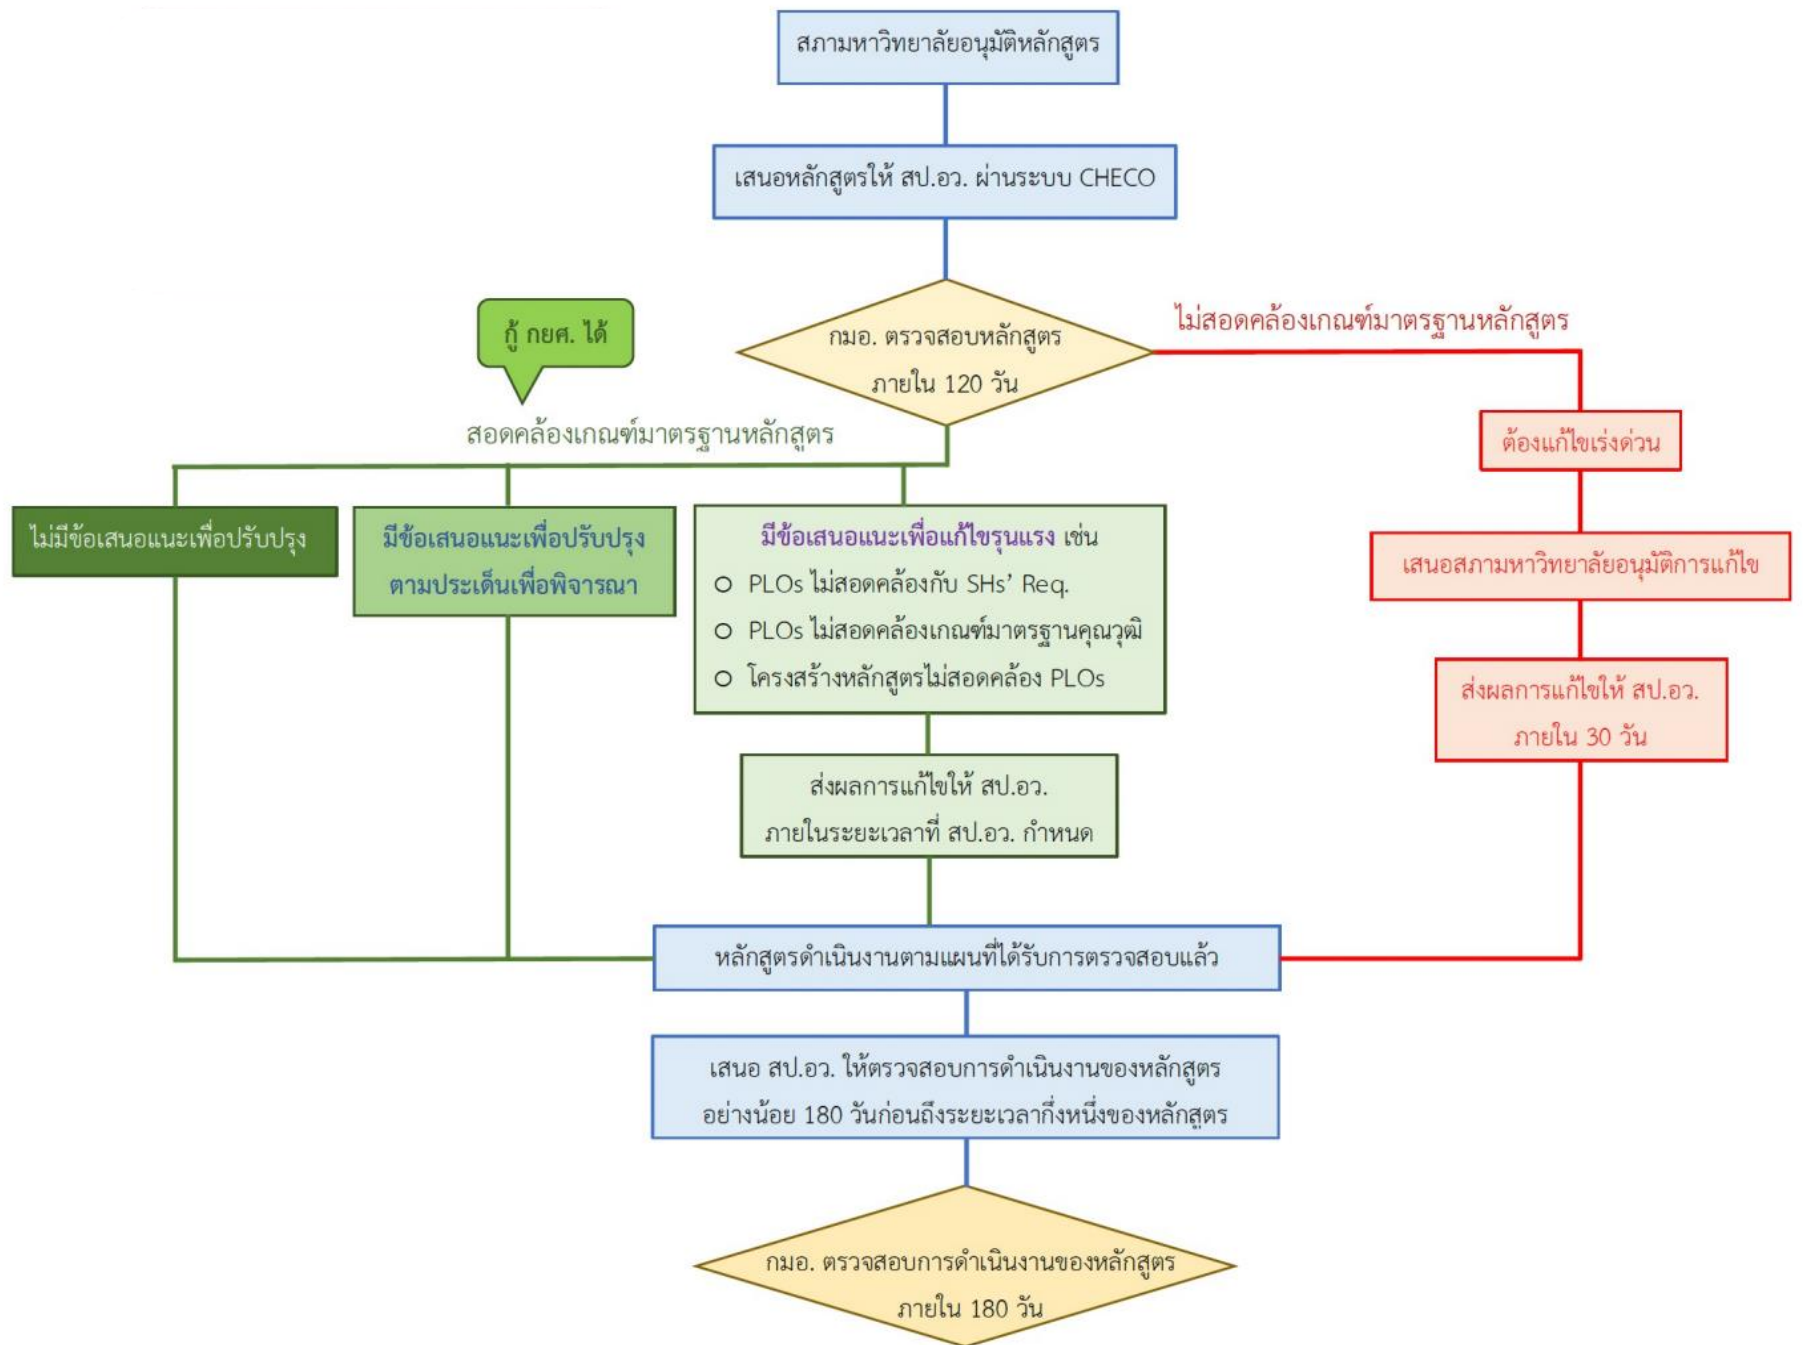 สภามหาวิทยาลัยอนุมัติหลักสูตร
เสนอหลักสูตรให้ สป.อว. ผ่านระบบ CHECO
กมอ. ตรวจสอบหลักสูตร
ภายใน 120 วัน
ไม่สอดคล้องเกณฑ์มาตรฐานหลักสูตร
กู้ กยศ. ได้
สอดคล้องเกณฑ์มาตรฐานหลักสูตร
ไม่มีข้อเสนอแนะเพื่อปรับปรุง
มีข้อเสนอแนะเพื่อปรับปรุง
ตามประเด็นเพื่อพิจารณา
มีข้อเสนอแนะเพื่อแก้ไขรุนแรง เช่น
○ PLOs ไม่สอดคล้องกับ SHs’ Req.
○ PLOs ไม่สอดคล้องเกณฑ์มาตรฐานคุณวุฒิ
○ โครงสร้างหลักสูตรไม่สอดคล้อง PLOs
ส่งผลการแก้ไขให้ สป.อว.
ภายในระยะเวลาที่ สป.อว. กำหนด
ต้องแก้ไขเร่งด่วน
เสนอสภามหาวิทยาลัยอนุมัติการแก้ไข
ส่งผลการแก้ไขให้ สป.อว.
ภายใน 30 วัน
หลักสูตรดำเนินงานตามแผนที่ได้รับการตรวจสอบแล้ว
เสนอ สป.อว. ให้ตรวจสอบการดำเนินงานของหลักสูตร
อย่างน้อย 180 วันก่อนถึงระยะเวลากึ่งหนึ่งของหลักสูตร
กมอ. ตรวจสอบการดำเนินงานของหลักสูตร
ภายใน 180 วัน